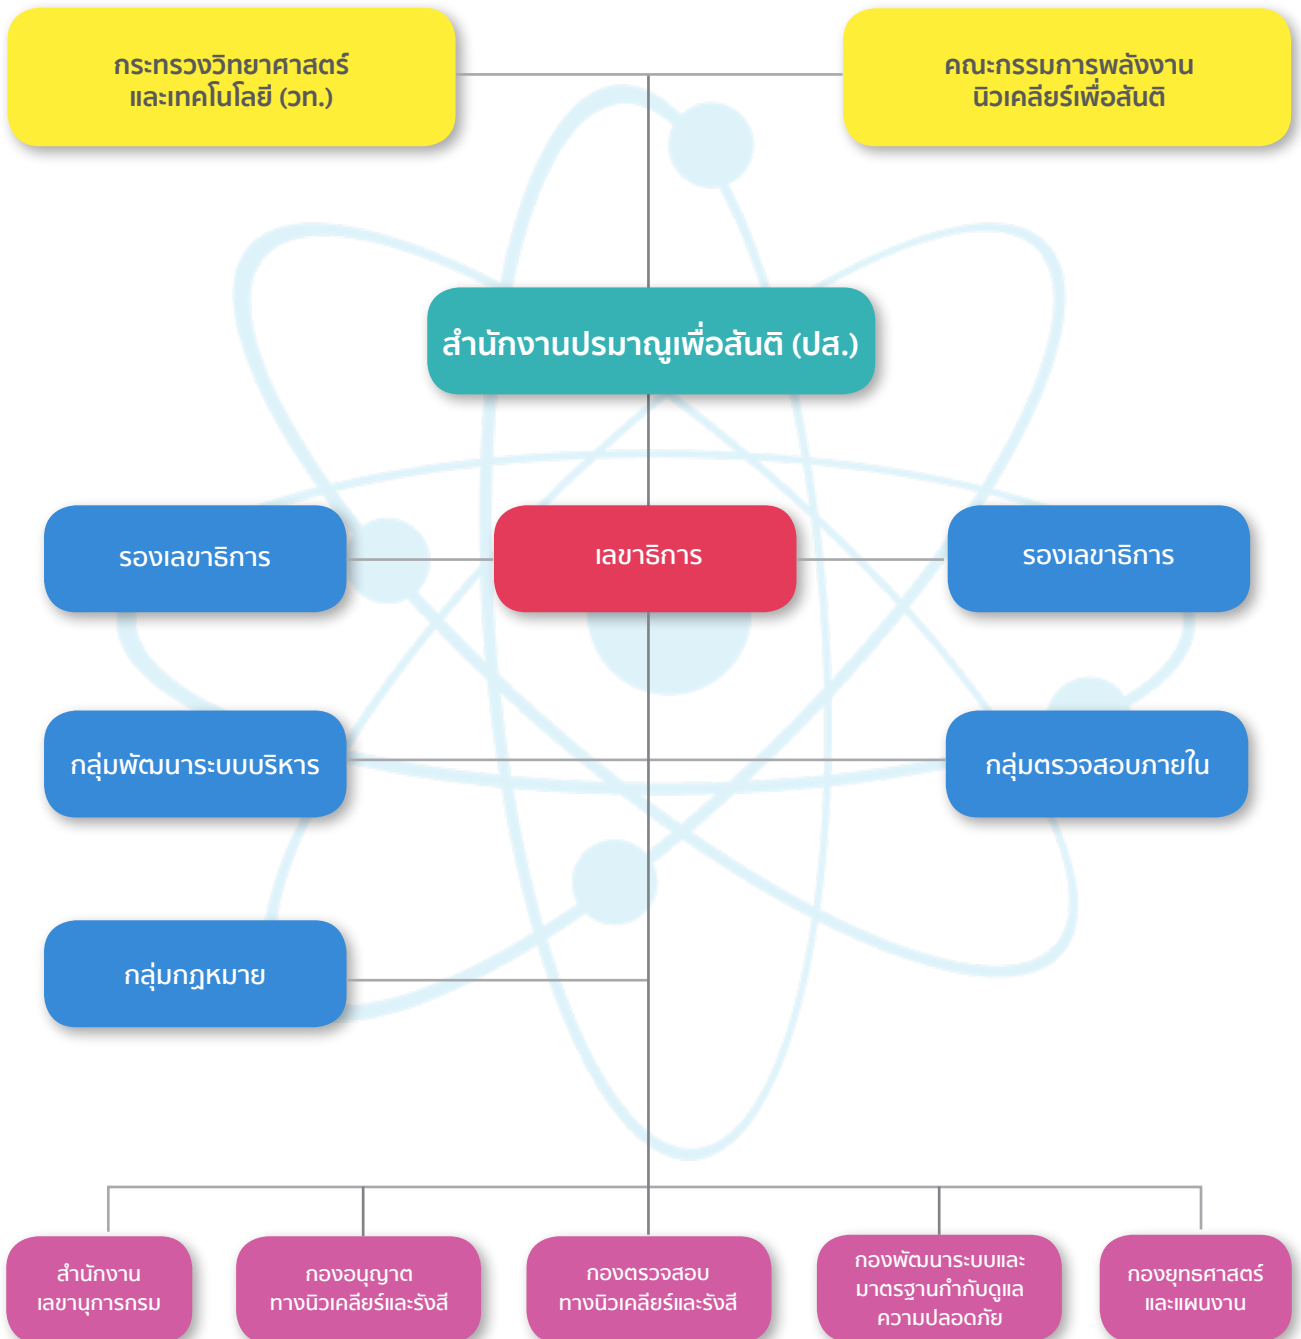 กระทรวงวิทยาศาสตร์
และเทคโนโลยี (วท.)
คณะกรรมการพลังงาน
นิวเคลียร์เพื่อสันติ
สำนักงานปรมาณูเพื่อสันติ (ปส.)
รองเลขาธิการ
เลขาธิการ
รองเลขาธิการ
กลุ่มพัฒนาระบบบริหาร
กลุ่มตรวจสอบภายใน
กลุ่มกฎหมาย
สำนักงาน
เลขานุการกรม
กองอนุญาต
ทางนิวเคลียร์และรังสี
กองตรวจสอบ
ทางนิวเคลียร์และรังสี
กองพัฒนาระบบและ
มาตรฐานกำกับดูแล
ความปลอดภัย
กองยุทธศาสตร์
และแผนงาน